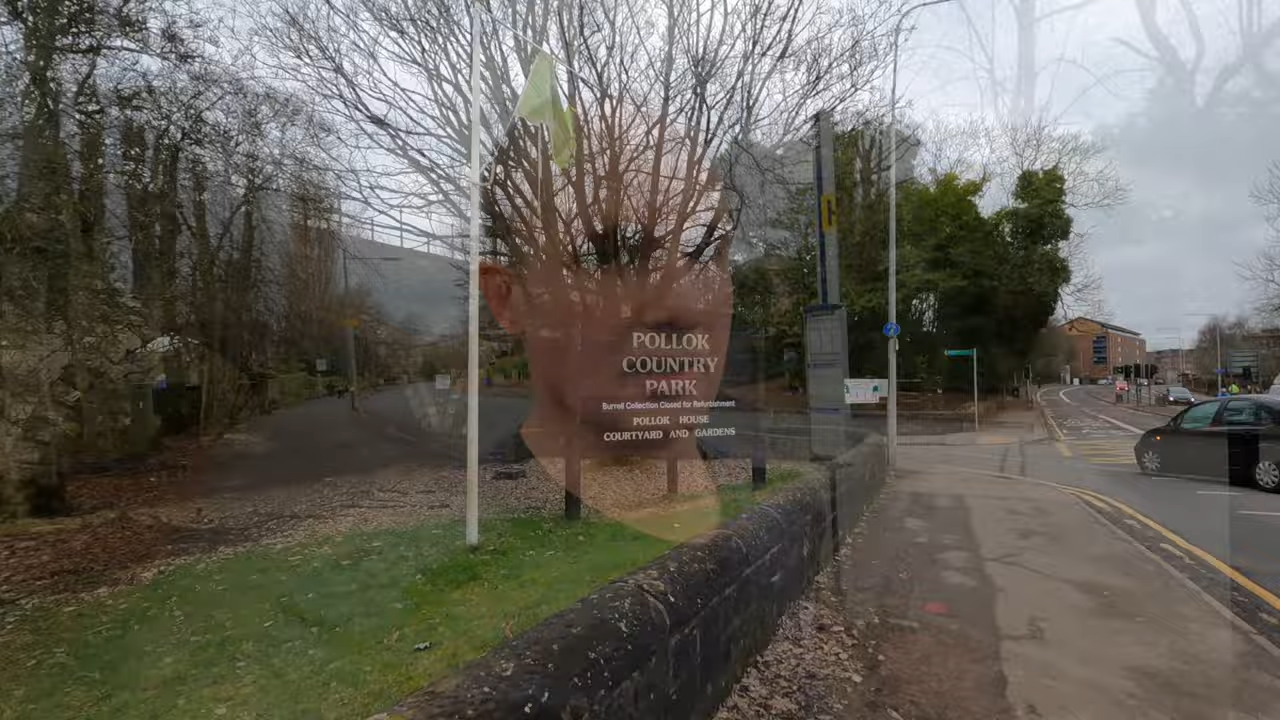 POLLOK
COUNTRY
PARK
Burrell Collection Closed for Refurbishment
POLLOK HOUSE
COURTYARD AND GARDENS